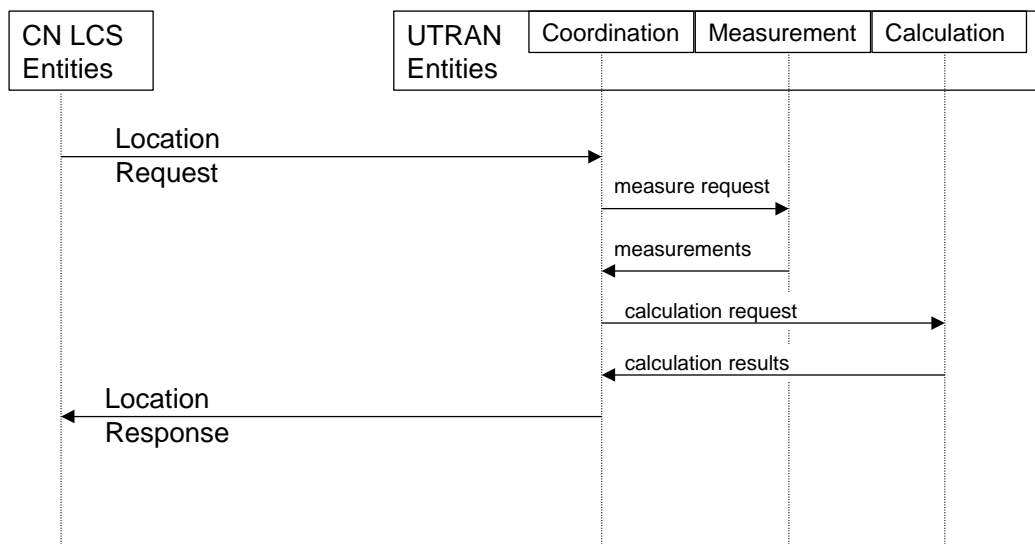 CN LCS
Entities
UTRAN
Entities
Coordination
Measurement
Calculation
Location
Request
measure request
measurements
calculation request
calculation results
Location
Response